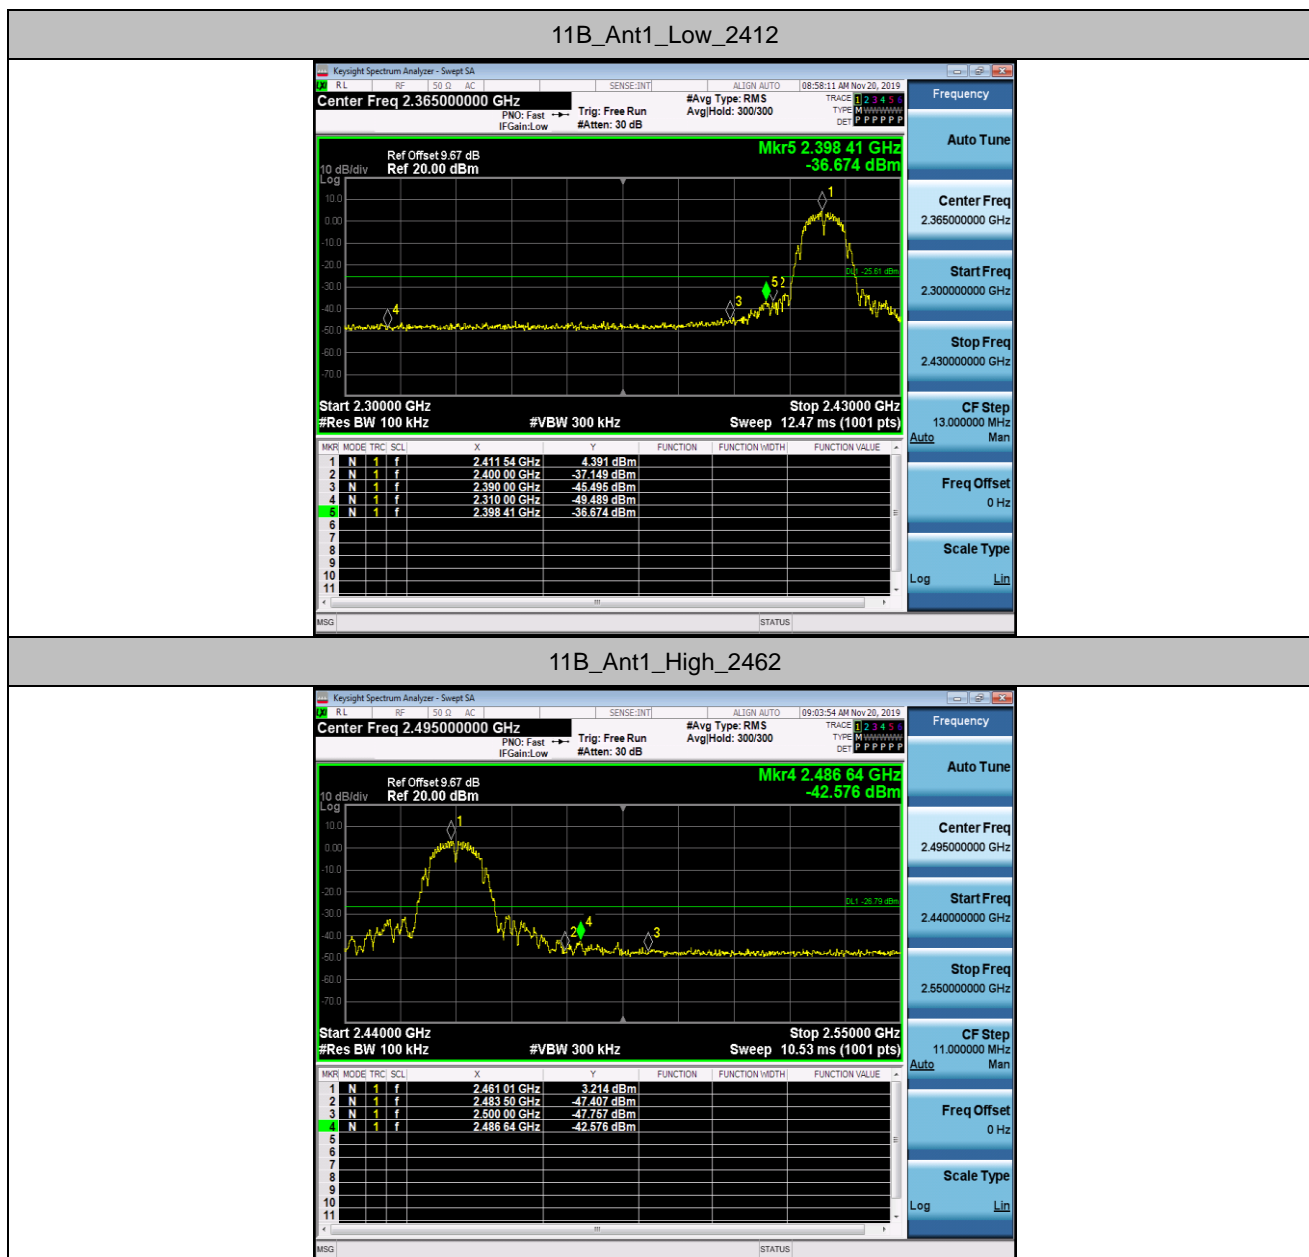 11B_Ant1_Low_2412
Keysight Spectrum Analyzer - Swept SA
RL RF 50 Ω AC SENSE:INT ALIGN AUTO 08:58:11 AM Nov 20, 2019
Center Freq 2.365000000 GHz
PNO: Fast
IFGain:Low
Trig: Free Run
#Atten: 30 dB
#Avg Type: RMS
Avg|Hold: 300/300
TRACE 1 2 3 4 5 6
TYPE M
DET P P P P P P
Mkr5 2.398 41 GHz
-36.674 dBm
Ref Offset 9.67 dB
10 dB/div Ref 20.00 dBm
Log
10.0
0.00
-10.0
-20.0
-30.0
-40.0
-50.0
-60.0
-70.0
1
DL1 -25.61 dBm
5 2
3
4
Start 2.30000 GHz Stop 2.43000 GHz
#Res BW 100 kHz #VBW 300 kHz Sweep 12.47 ms (1001 pts)
MKR MODE TRC SCL X Y FUNCTION FUNCTION WIDTH FUNCTION VALUE
1 N 1 f 2.411 54 GHz 4.391 dBm
2 N 1 f 2.400 00 GHz -37.149 dBm
3 N 1 f 2.390 00 GHz -45.495 dBm
4 N 1 f 2.310 00 GHz -49.489 dBm
5 N 1 f 2.398 41 GHz -36.674 dBm
6
7
8
9
10
11
MSG STATUS
Frequency
Auto Tune
Center Freq
2.365000000 GHz
Start Freq
2.300000000 GHz
Stop Freq
2.430000000 GHz
CF Step
13.000000 MHz
Auto Man
Freq Offset
0 Hz
Scale Type
Log Lin
11B_Ant1_High_2462
Keysight Spectrum Analyzer - Swept SA
RL RF 50 Ω AC SENSE:INT ALIGN AUTO 09:03:54 AM Nov 20, 2019
Center Freq 2.495000000 GHz
PNO: Fast
IFGain:Low
Trig: Free Run
#Atten: 30 dB
#Avg Type: RMS
Avg|Hold: 300/300
TRACE 1 2 3 4 5 6
TYPE M
DET P P P P P P
Mkr4 2.486 64 GHz
-42.576 dBm
Ref Offset 9.67 dB
10 dB/div Ref 20.00 dBm
Log
10.0
0.00
-10.0
-20.0
-30.0
-40.0
-50.0
-60.0
-70.0
1
DL1 -26.79 dBm
2 4
3
Start 2.44000 GHz Stop 2.55000 GHz
#Res BW 100 kHz #VBW 300 kHz Sweep 10.53 ms (1001 pts)
MKR MODE TRC SCL X Y FUNCTION FUNCTION WIDTH FUNCTION VALUE
1 N 1 f 2.461 01 GHz 3.214 dBm
2 N 1 f 2.483 50 GHz -47.407 dBm
3 N 1 f 2.500 00 GHz -47.757 dBm
4 N 1 f 2.486 64 GHz -42.576 dBm
5
6
7
8
9
10
11
MSG STATUS
Frequency
Auto Tune
Center Freq
2.495000000 GHz
Start Freq
2.440000000 GHz
Stop Freq
2.550000000 GHz
CF Step
11.000000 MHz
Auto Man
Freq Offset
0 Hz
Scale Type
Log Lin